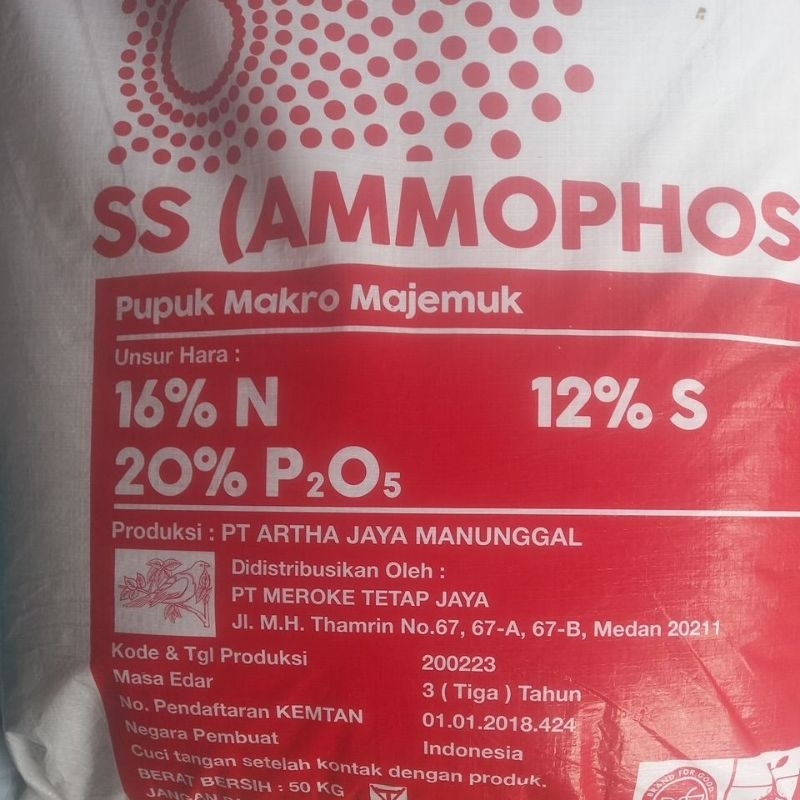 SS (AMMOPHOS
Pupuk Makro Majemuk
Unsur Hara :
16% N 12% S
20% P₂O₅
Produksi : PT ARTHA JAYA MANUNGGAL
Didistribusikan Oleh :
PT MEROKE TETAP JAYA
Jl. M.H. Thamrin No.67, 67-A, 67-B, Medan 20211
Kode & Tgl Produksi 200223
Masa Edar 3 ( Tiga ) Tahun
No. Pendaftaran KEMTAN 01.01.2018.424
Negara Pembuat Indonesia
Cuci tangan setelah kontak dengan produk.
BERAT BERSIH : 50 KG
BRAND FOR GOOD